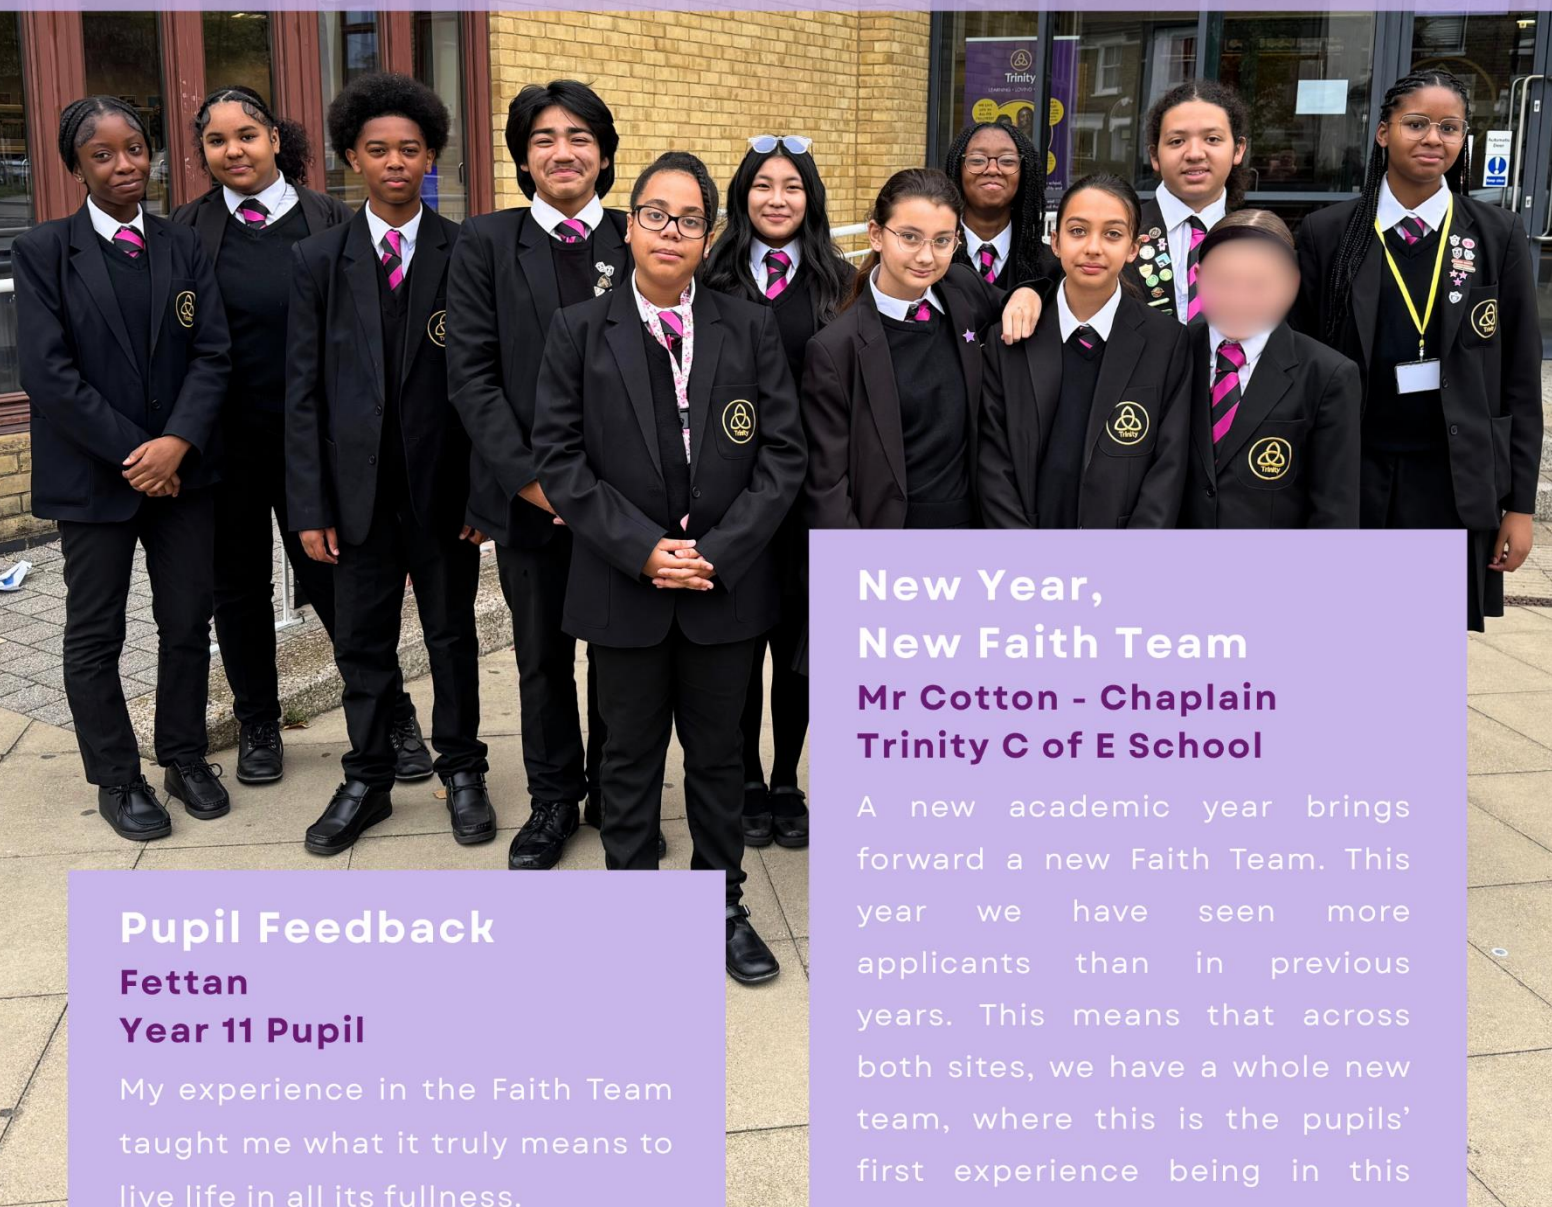 Trinity
Pupil Feedback
Fettan
Year 11 Pupil
My experience in the Faith Team
taught me what it truly means to
live life in all its fullness.
New Year,
New Faith Team
Mr Cotton - Chaplain
Trinity C of E School
A new academic year brings
forward a new Faith Team. This
year we have seen more
applicants than in previous
years. This means that across
both sites, we have a whole new
team, where this is the pupils’
first experience being in this